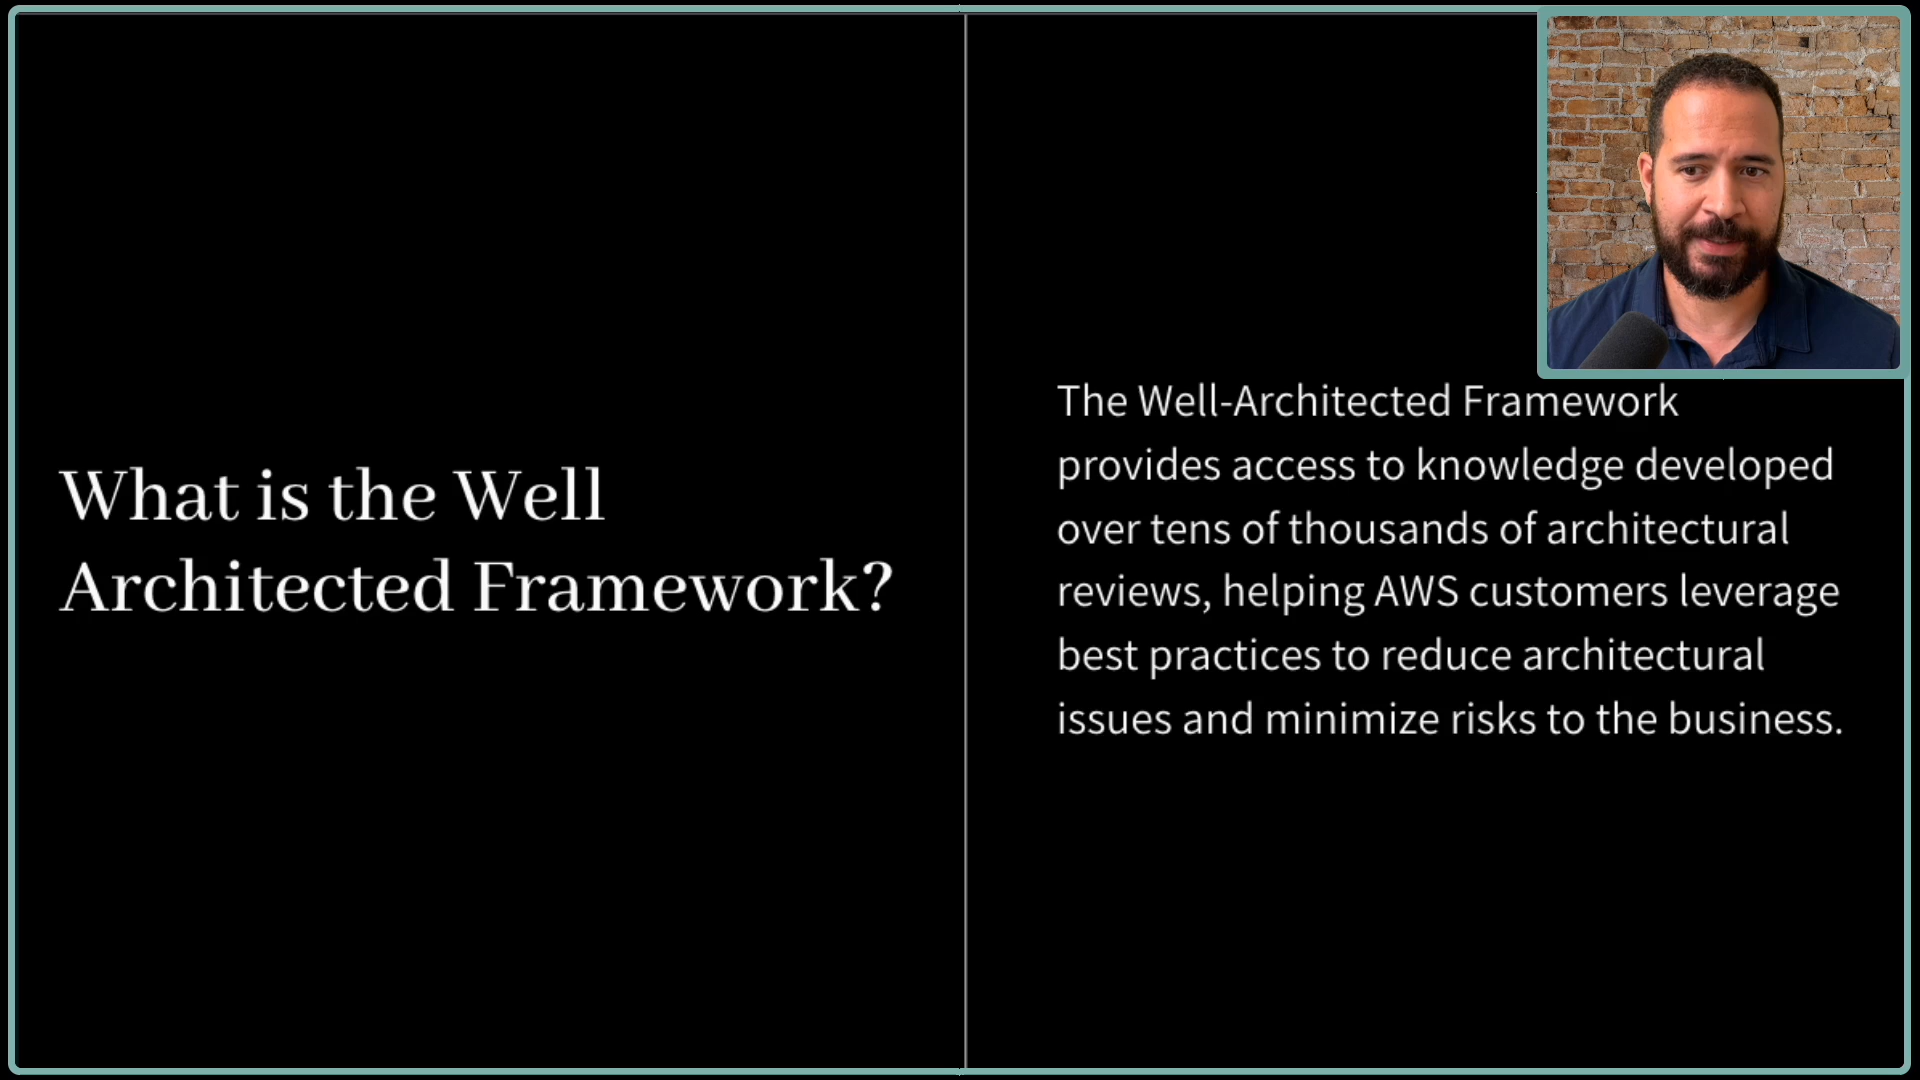 What is the Well
Architected Framework?
The Well-Architected Framework
provides access to knowledge developed
over tens of thousands of architectural
reviews, helping AWS customers leverage
best practices to reduce architectural
issues and minimize risks to the business.